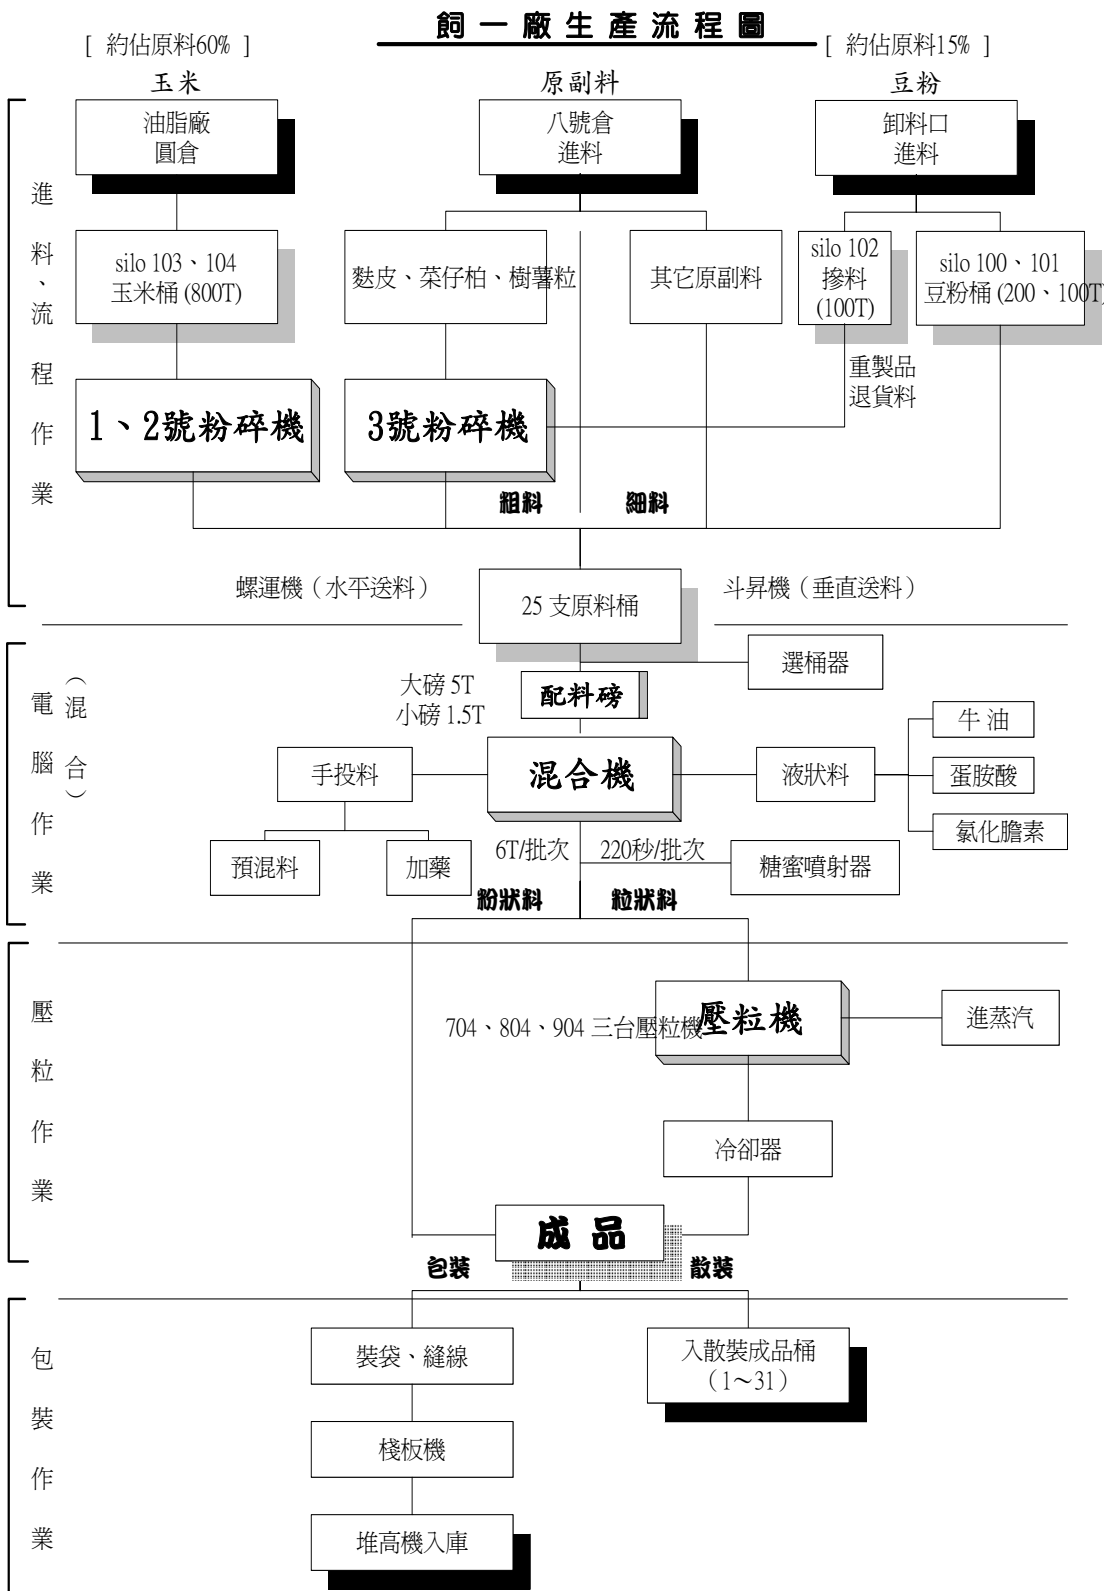 飼一廠生產流程圖
[ 約佔原料60% ]
[ 約佔原料15% ]
玉米
原副料
豆粉
油脂廠
圓倉
八號倉
進料
卸料口
進料
進料、流程作業
silo 103、104
玉米桶 (800T)
麩皮、菜仔柏、樹薯粒
其它原副料
silo 102
摻料
(100T)
silo 100、101
豆粉桶 (200、100T)
重製品
退貨料
1、2號粉碎機
3號粉碎機
粗料
細料
螺運機（水平送料）
25 支原料桶
斗昇機（垂直送料）
電腦作業
（混合）
選桶器
大磅 5T
小磅 1.5T
配料磅
手投料
混合機
液狀料
牛油
蛋胺酸
氯化膽素
預混料
加藥
6T/批次
220秒/批次
糖蜜噴射器
粉狀料
粒狀料
壓粒作業
704、804、904 三台壓粒機
壓粒機
進蒸汽
冷卻器
成品
包裝
散裝
包裝作業
裝袋、縫線
入散裝成品桶
（1～31）
棧板機
堆高機入庫